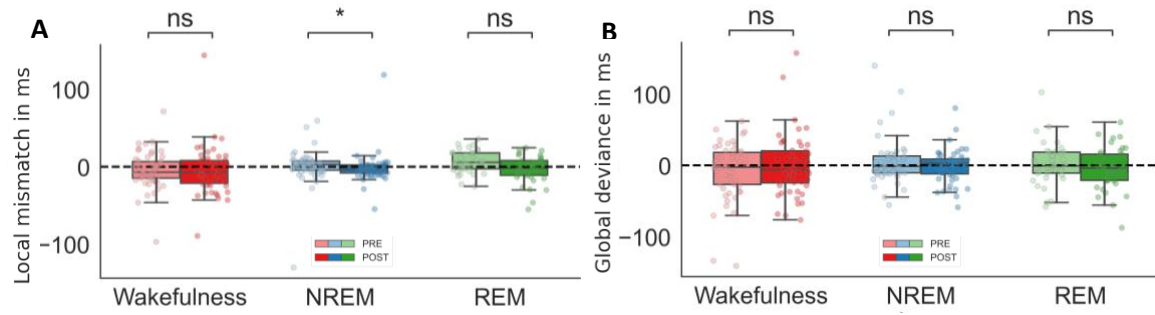 A
ns
*
ns
Local mismatch in ms
100
0
−100
PRE
POST
Wakefulness
NREM
REM
B
ns
ns
ns
Global deviance in ms
100
0
−100
PRE
POST
Wakefulness
NREM
REM